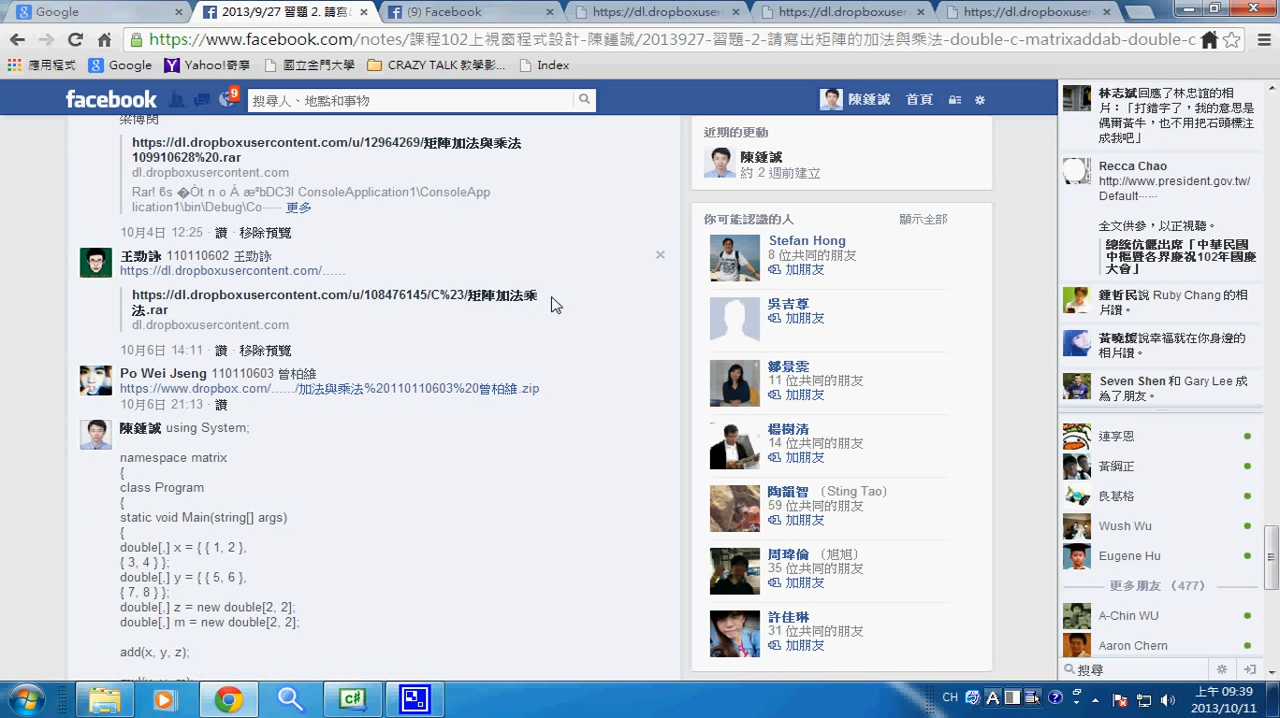 Google
2013/9/27 習題 2. 請寫出
(9) Facebook
https://dl.dropboxuser
https://dl.dropboxuser
https://dl.dropboxuser
https://www.facebook.com/notes/課程102上視窗程式設計-陳鍾誠/2013927-習題-2-請寫出矩陣的加法與乘法-double-c-matrixaddab-double-c
應用程式
Google
Yahoo!奇摩
國立金門大學
CRAZY TALK 教學影...
Index
facebook
9
搜尋人、地點和事物
陳鍾誠
首頁
梁博閔
https://dl.dropboxusercontent.com/u/12964269/矩陣加法與乘法
109910628%20.rar
dl.dropboxusercontent.com
ConsoleApplication1\ConsoleApp
lication1\bin\Debug\Co...... 更多
10月4日 12:25 · 讚 · 移除預覽
王勁詠 110110602 王勁詠
https://dl.dropboxusercontent.com/......
https://dl.dropboxusercontent.com/u/108476145/C%23/矩陣加法乘
法.rar
dl.dropboxusercontent.com
10月6日 14:11 · 讚 · 移除預覽
Po Wei Jseng 110110603 曾柏維
https://www.dropbox.com/....../加法與乘法%20110110603%20曾柏維.zip
10月6日 21:13 · 讚
陳鍾誠 using System;
namespace matrix
{
class Program
{
static void Main(string[] args)
{
double[,] x = { { 1, 2 },
{ 3, 4 } };
double[,] y = { { 5, 6 },
{ 7, 8 } };
double[,] z = new double[2, 2];
double[,] m = new double[2, 2];
add(x, y, z);
近期的更動
陳鍾誠
約 2 週前建立
你可能認識的人
顯示全部
Stefan Hong
8 位共同的朋友
加朋友
吳吉尊
加朋友
鄒景雯
11 位共同的朋友
加朋友
楊樹清
14 位共同的朋友
加朋友
陶韻智 (Sting Tao)
59 位共同的朋友
加朋友
周瑋倫 (旭旭)
35 位共同的朋友
加朋友
許佳琳
31 位共同的朋友
加朋友
林志斌回應了林忠誼的相
片：「打錯字了，我的意思是
偶爾黃牛，也不用把石頭標注
成我吧」
Recca Chao
http://www.president.gov.tw/
Default......
全文供參，以正視聽。
總統伉儷出席「中華民國
中樞暨各界慶祝102年國慶
大會」
鍾哲民說 Ruby Chang 的相
片讚。
說幸福就在你身邊的
相片讚。
Seven Shen 和 Gary Lee 成
為了朋友。
連享恩
黃鋼正
良葛格
Wush Wu
Eugene Hu
更多朋友 (477)
A-Chin WU
Aaron Chern
搜尋
CH
上午 09:39
2013/10/11